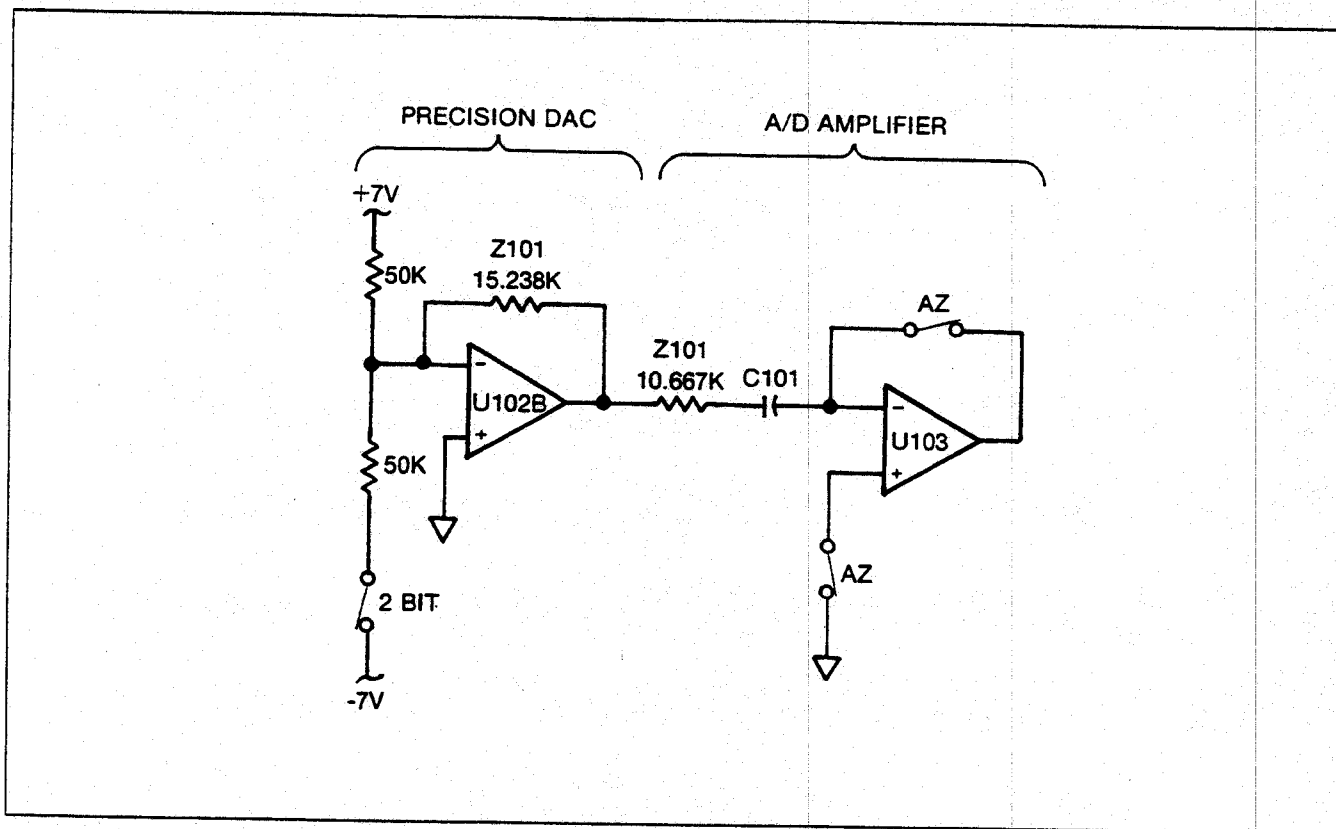 PRECISION DAC
A/D AMPLIFIER
+7V
50K
Z101
15.238K
-
U102B
+
50K
2 BIT
-7V
Z101
10.667K
C101
AZ
-
U103
+
AZ